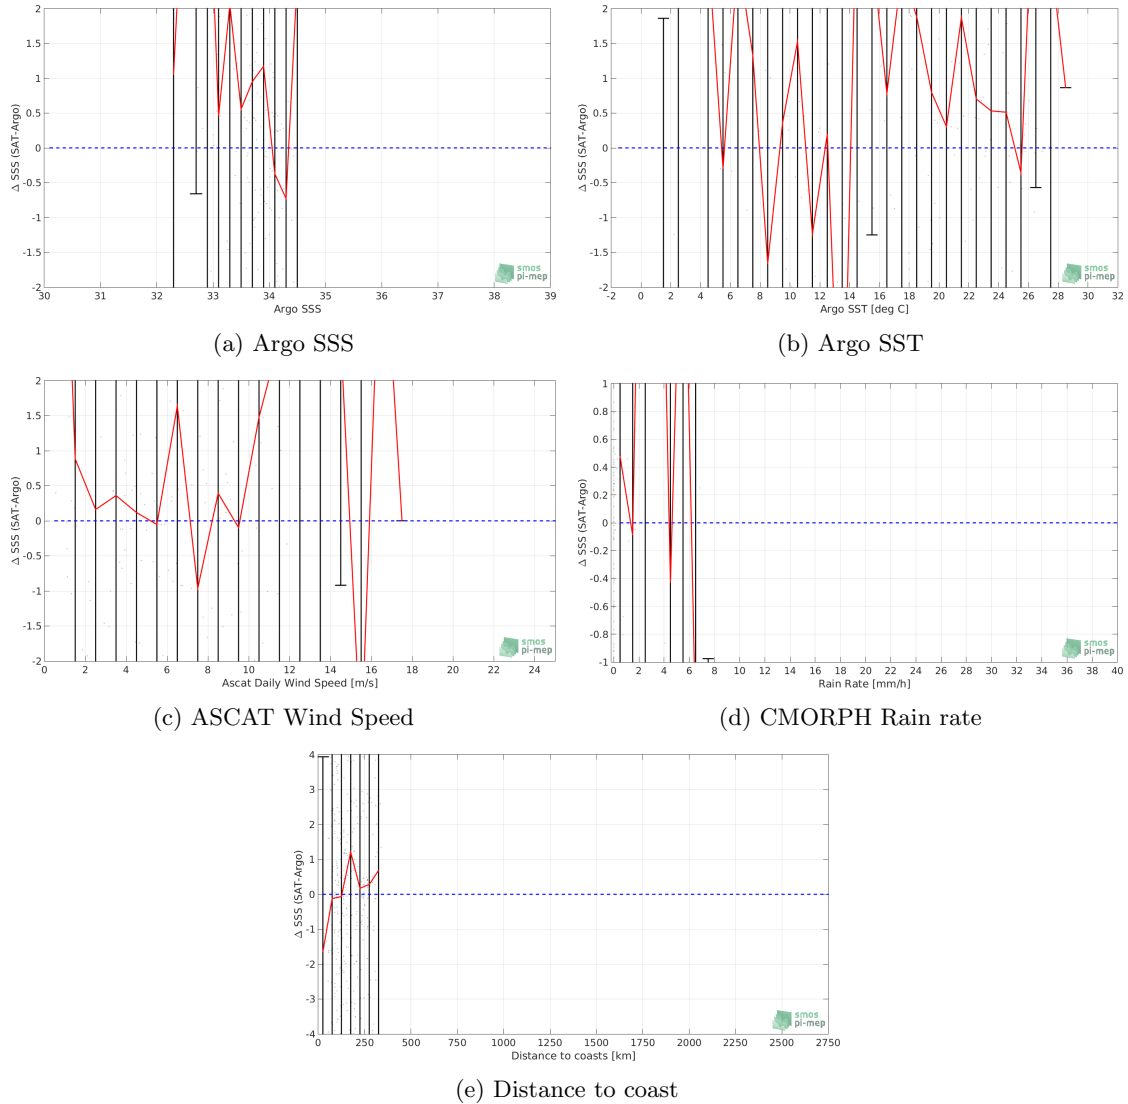 2
1.5
1
0.5
0
-0.5
-1
-1.5
-2
Δ SSS (SAT-Argo)
30 31 32 33 34 35 36 37 38 39
Argo SSS
smos
pi-mep
(a) Argo SSS
2
1.5
1
0.5
0
-0.5
-1
-1.5
-2
Δ SSS (SAT-Argo)
-2 0 2 4 6 8 10 12 14 16 18 20 22 24 26 28 30 32
Argo SST [deg C]
smos
pi-mep
(b) Argo SST
2
1.5
1
0.5
0
-0.5
-1
-1.5
-2
Δ SSS (SAT-Argo)
0 2 4 6 8 10 12 14 16 18 20 22 24
Ascat Daily Wind Speed [m/s]
smos
pi-mep
(c) ASCAT Wind Speed
1
0.8
0.6
0.4
0.2
0
-0.2
-0.4
-0.6
-0.8
-1
Δ SSS (SAT-Argo)
0 2 4 6 8 10 12 14 16 18 20 22 24 26 28 30 32 34 36 38 40
Rain Rate [mm/h]
smos
pi-mep
(d) CMORPH Rain rate
4
3
2
1
0
-1
-2
-3
-4
Δ SSS (SAT-Argo)
0 250 500 750 1000 1250 1500 1750 2000 2250 2500 2750
Distance to coasts [km]
smos
pi-mep
(e) Distance to coast